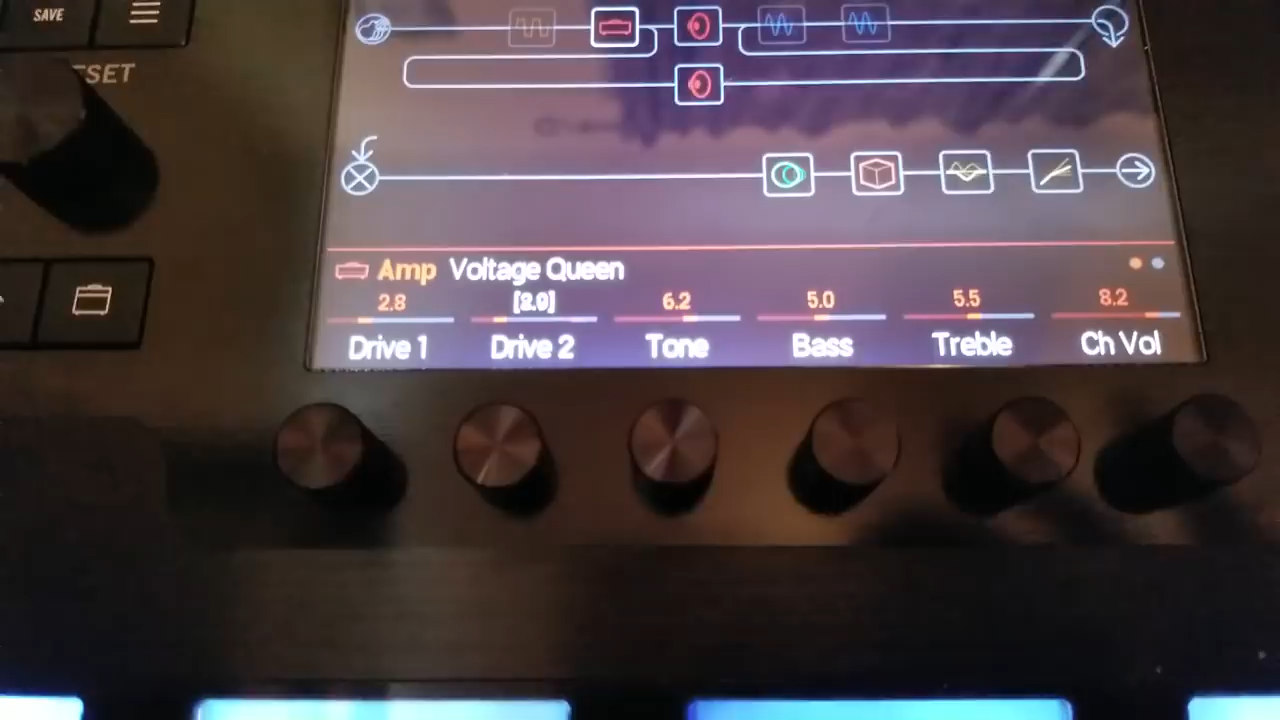 SAVE
ESET
Amp Voltage Queen
2.8 [2.0] 6.2 5.0 5.5 8.2
Drive 1 Drive 2 Tone Bass Treble Ch Vol